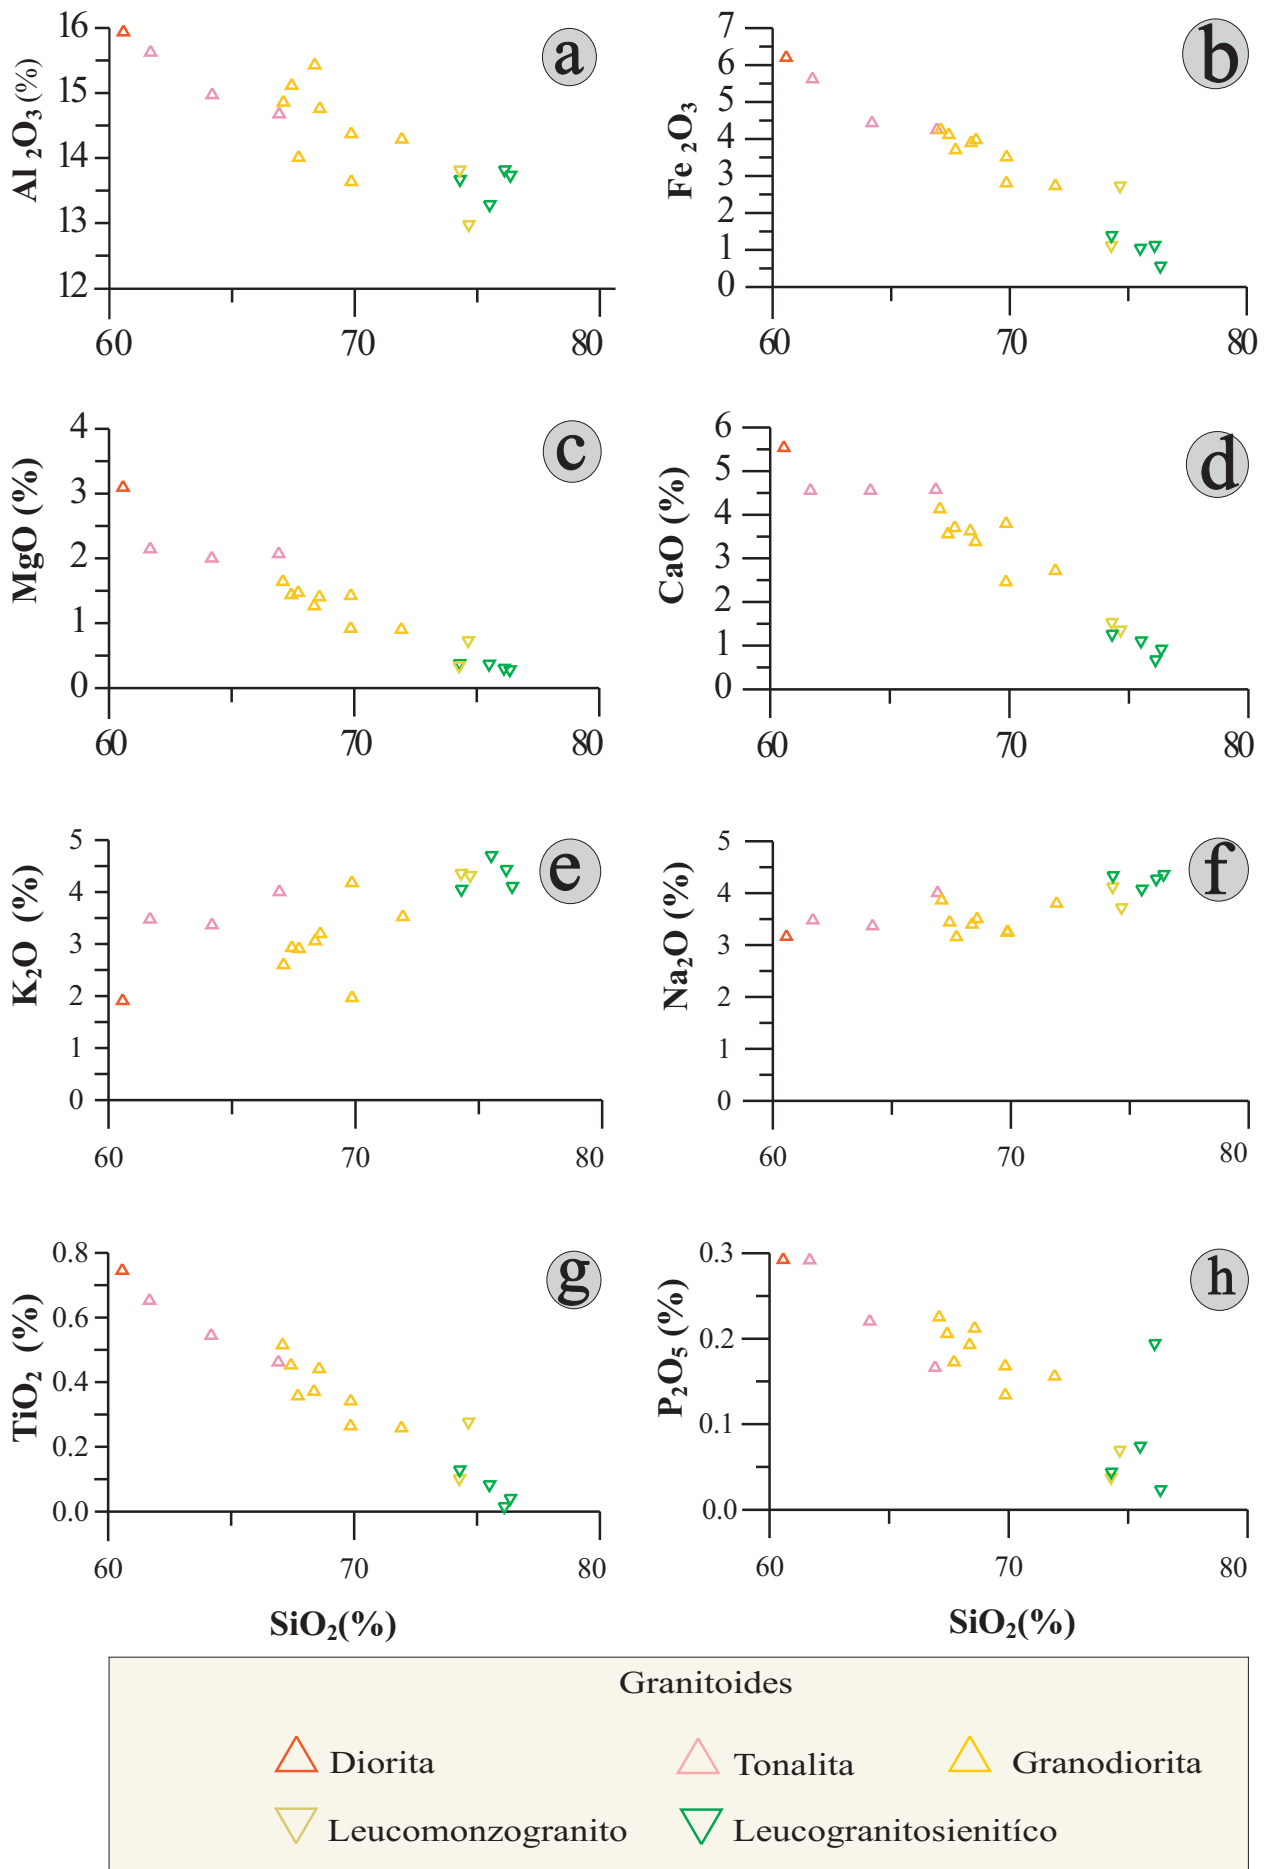 a
Al2O3(%)
16
15
14
13
12
60 70 80
b
Fe2O3
7
6
5
4
3
2
1
0
60 70 80
c
MgO (%)
4
3
2
1
0
60 70 80
d
CaO (%)
6
5
4
3
2
1
0
60 70 80
e
K2O (%)
5
4
3
2
1
0
60 70 80
f
Na2O (%)
5
4
3
2
1
0
60 70 80
g
TiO2 (%)
0.8
0.6
0.4
0.2
0.0
60 70 80
SiO2(%)
h
P2O5 (%)
0.3
0.2
0.1
0.0
60 70 80
SiO2(%)
Granitoides
Diorita Tonalita Granodiorita
Leucomonzogranito Leucogranitosienitíco